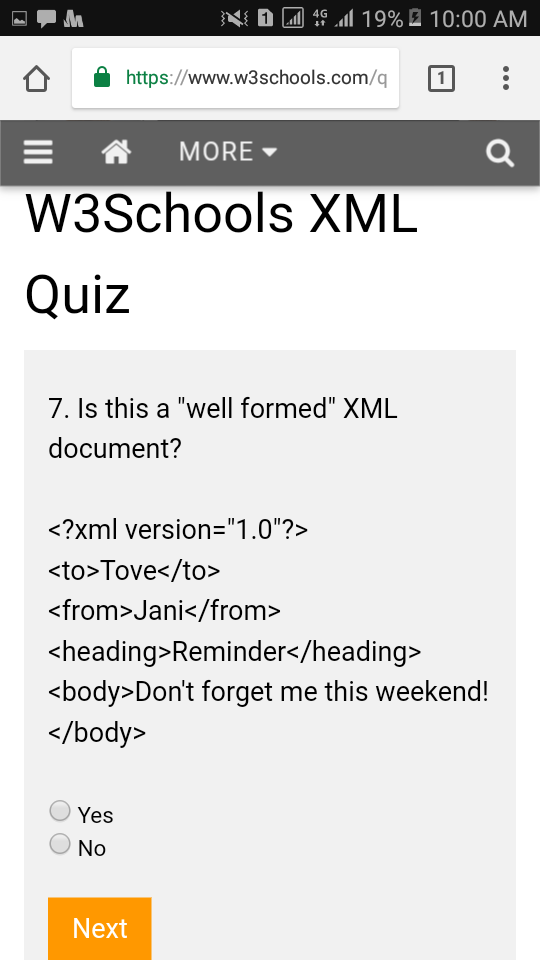 19% 10:00 AM
https://www.w3schools.com/q
1
MORE
W3Schools XML
Quiz
7. Is this a "well formed" XML
document?
<?xml version="1.0"?>
<to>Tove</to>
<from>Jani</from>
<heading>Reminder</heading>
<body>Don't forget me this weekend!
</body>
Yes
No
Next